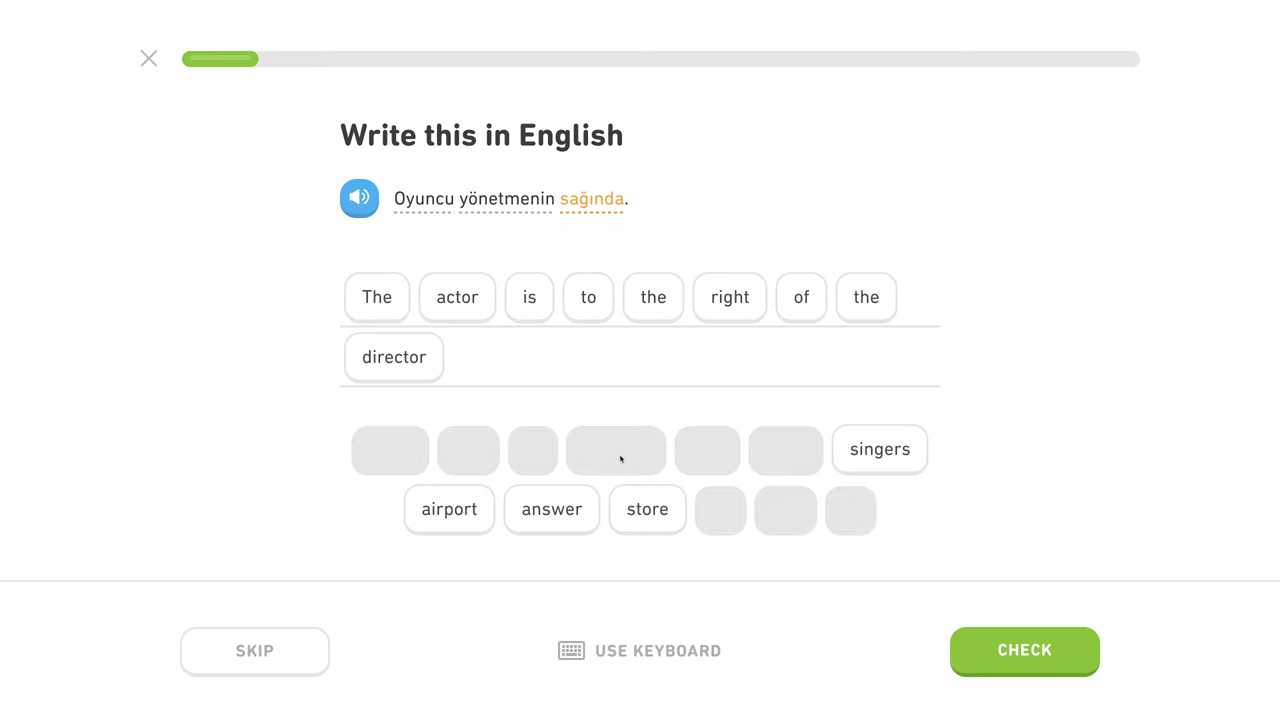 Write this in English
Oyuncu yönetmenin sağında.
The actor is to the right of the
director
singers
airport answer store
SKIP USE KEYBOARD CHECK